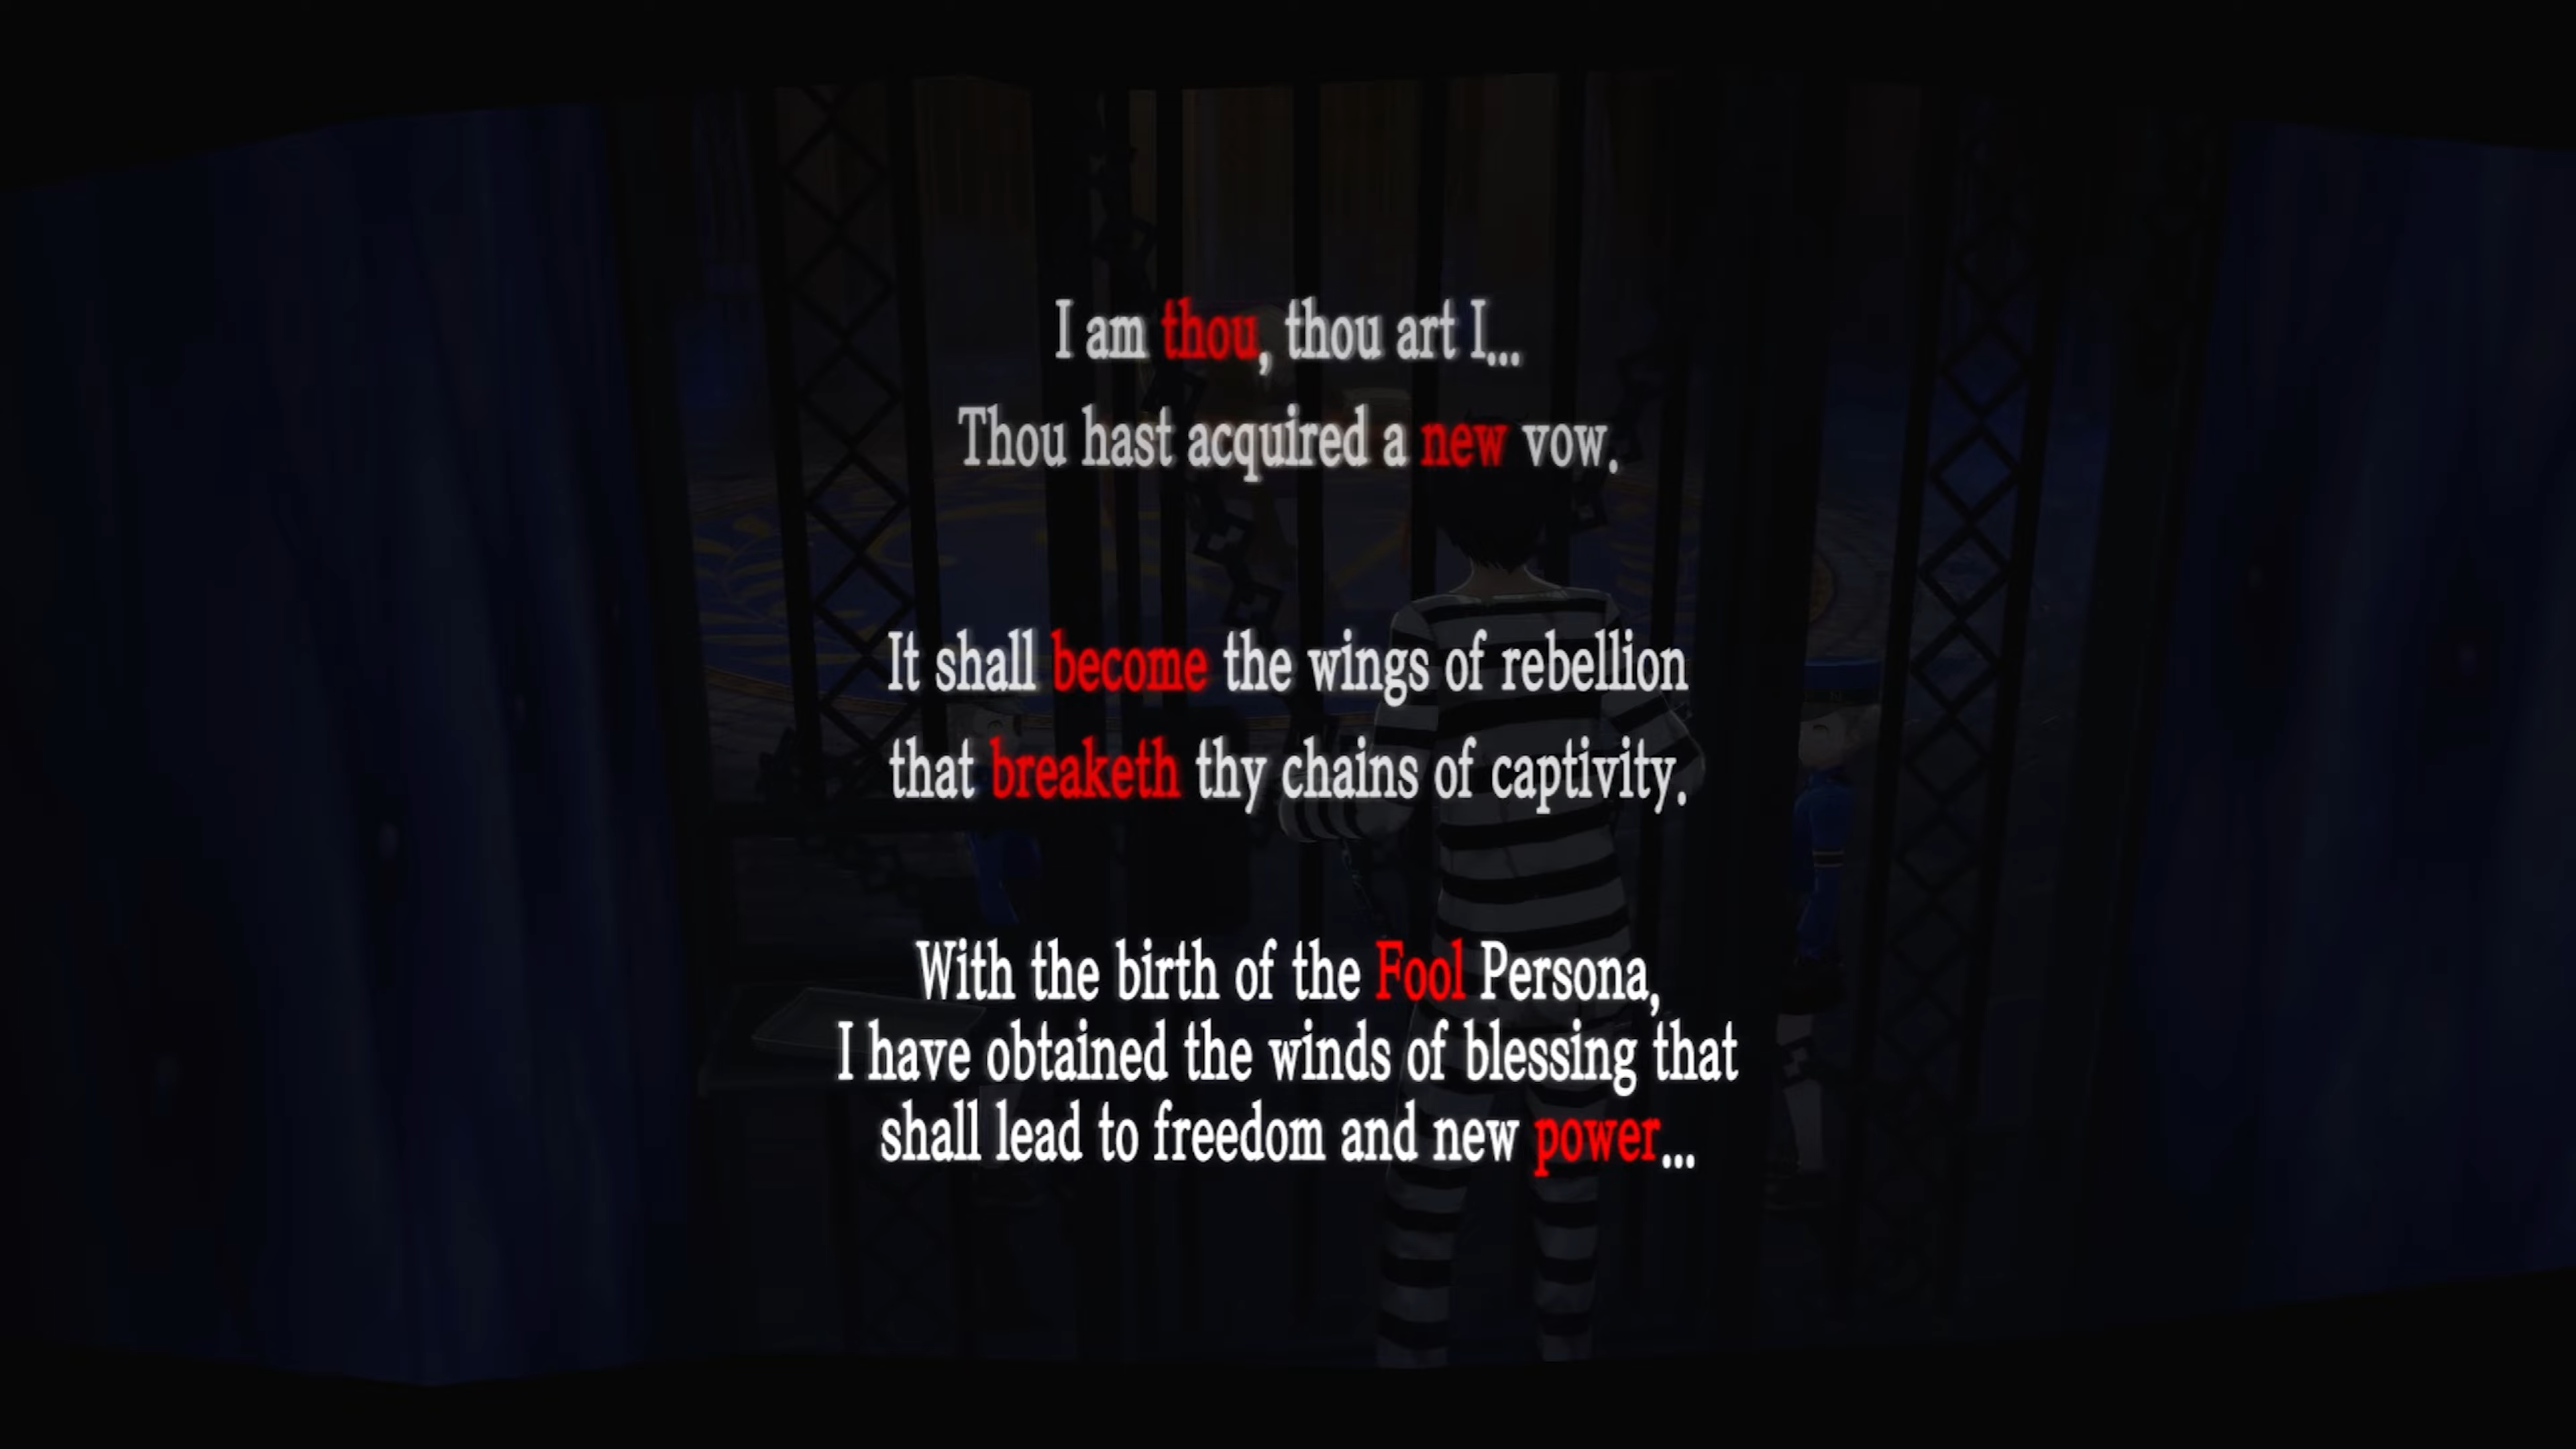 I am thou, thou art I...
Thou hast acquired a new vow.
It shall become the wings of rebellion
that breaketh thy chains of captivity.
With the birth of the Fool Persona,
I have obtained the winds of blessing that
shall lead to freedom and new power...